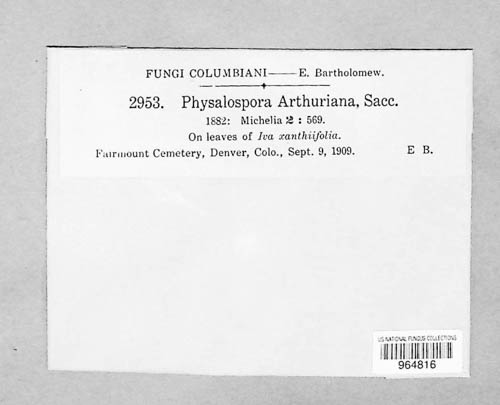 FUNGI COLUMBIANI—E. Bartholomew.
2953. Physalospora Arthuriana, Sacc.
1882: Michelia 2 : 569.
On leaves of Iva xanthiifolia.
Fairmount Cemetery, Denver, Colo., Sept. 9, 1909. E B.
US NATIONAL FUNGUS COLLECTIONS
964816